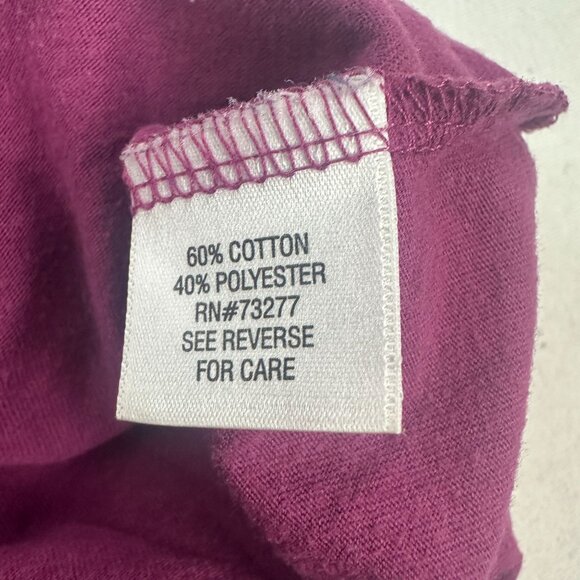 60% COTTON
40% POLYESTER
RN#73277
SEE REVERSE
FOR CARE